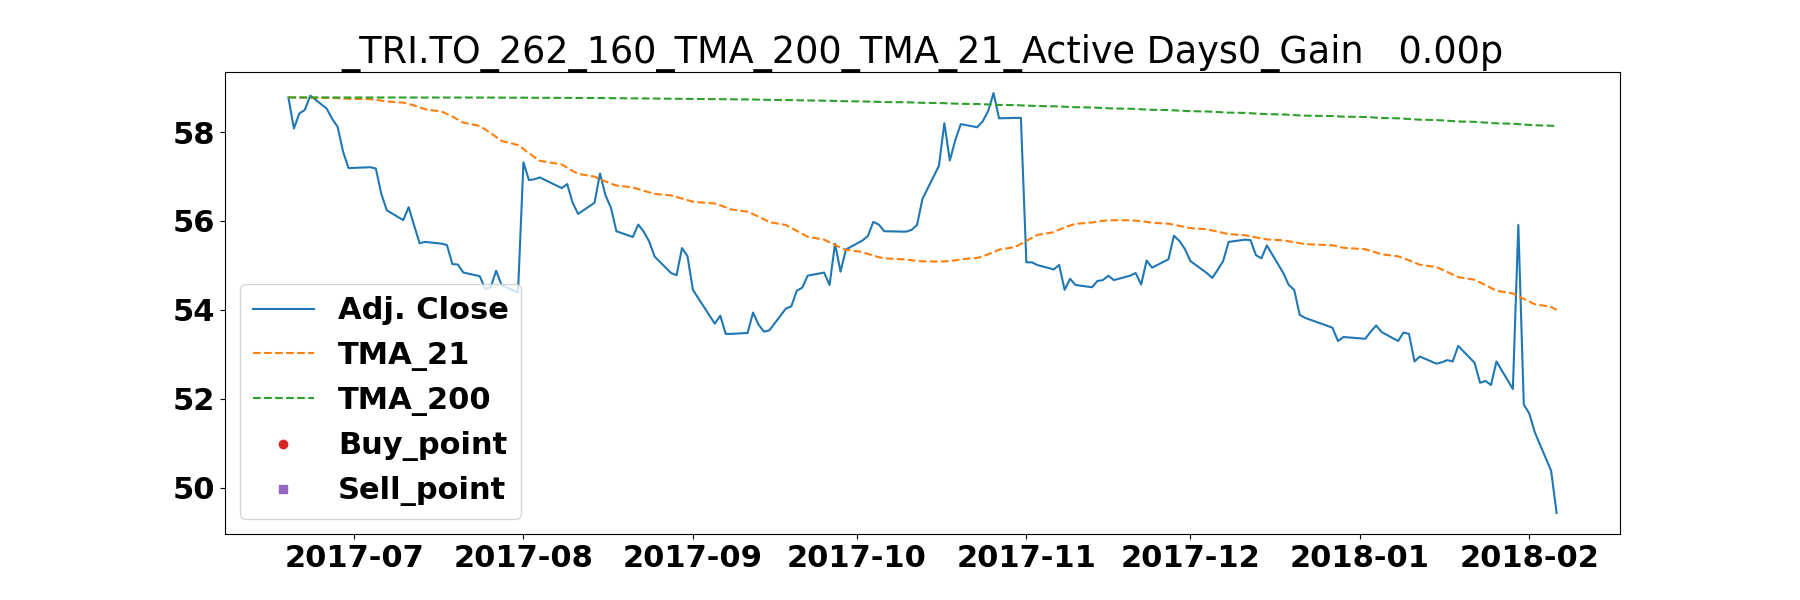 _TRI.TO_262_160_TMA_200_TMA_21_Active Days0_Gain   0.00p
58
56
54
52
50
Adj. Close
TMA_21
TMA_200
Buy_point
Sell_point
2017-07 2017-08 2017-09 2017-10 2017-11 2017-12 2018-01 2018-02